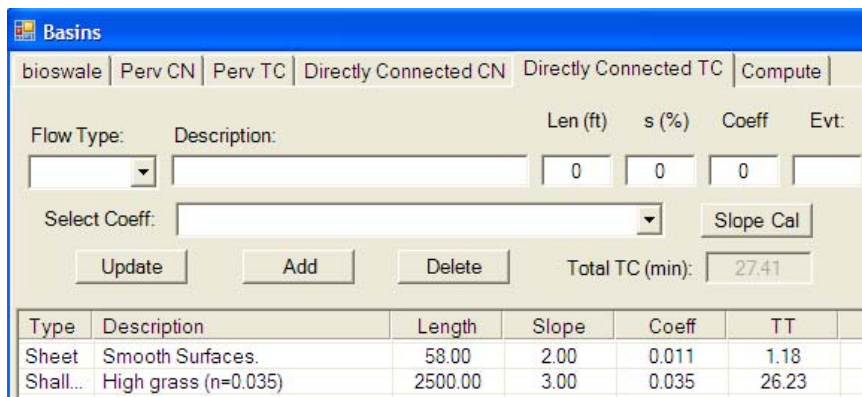 Basins
bioswale Perv CN Perv TC Directly Connected CN Directly Connected TC Compute
Flow Type: Description: Len (ft) s (%) Coeff Evt:
0 0 0
Select Coeff: Slope Cal
Update Add Delete Total TC (min): 27.41
Type Description Length Slope Coeff TT
Sheet Smooth Surfaces. 58.00 2.00 0.011 1.18
Shall... High grass (n=0.035) 2500.00 3.00 0.035 26.23